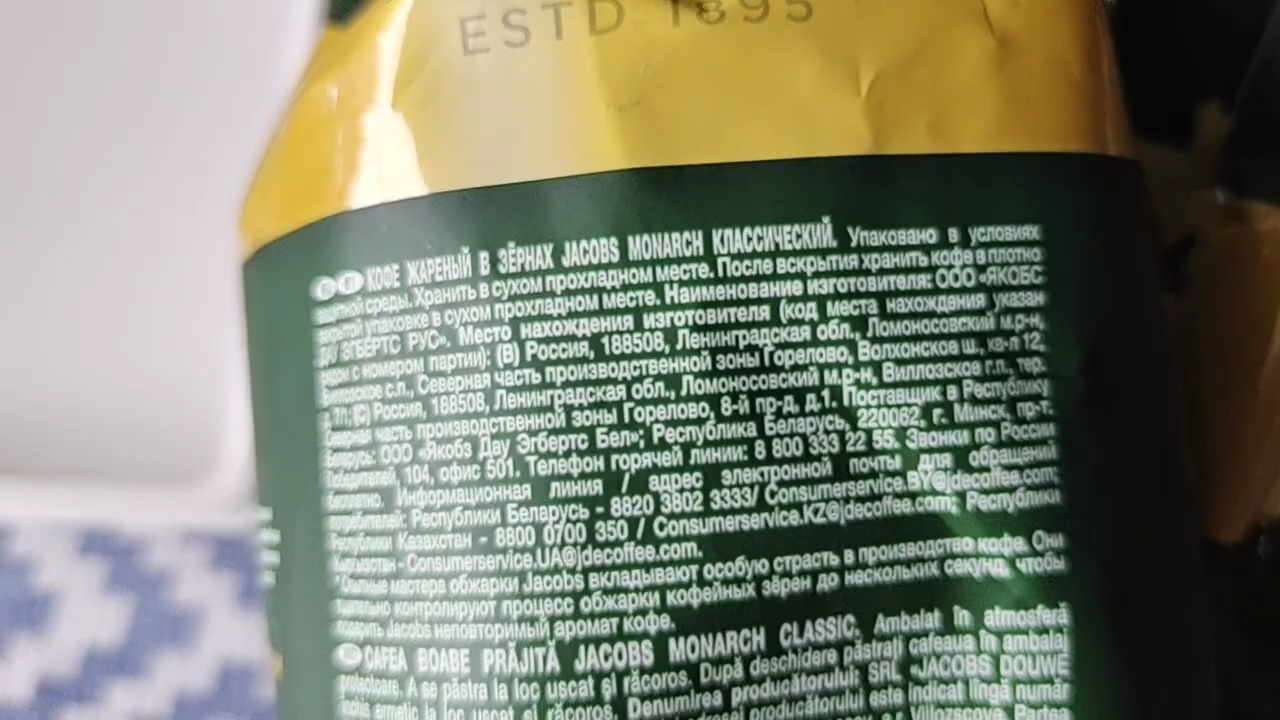 ESTD 1895
КОФЕ ЖАРЕНЫЙ В ЗЁРНАХ JACOBS MONARCH КЛАССИЧЕСКИЙ. Упаковано в условиях
защитной среды. Хранить в сухом прохладном месте. После вскрытия хранить кофе в плотно
закрытой упаковке в сухом прохладном месте. Наименование изготовителя: ООО «ЯКОБС
ДАУ ЭГБЕРТС РУС». Место нахождения изготовителя (код места нахождения указан
рядом с номером партии): (В) Россия, 188508, Ленинградская обл., Ломоносовский м.р-н,
Виллозское с.п., Северная часть производственной зоны Горелово, Волхонское ш., кв-л 12,
(С) Россия, 188508, Ленинградская обл., Ломоносовский м.р-н, Виллозское г.п., тер.
Северная часть производственной зоны Горелово, 8-й пр-д, д.1. Поставщик в Республику
Беларусь: ООО «Якобз Дау Эгбертс Бел»; Республика Беларусь, 220062, г. Минск, пр-т.
Победителей, 104, офис 501. Телефон горячей линии: 8 800 333 22 55. Звонки по России
бесплатно. Информационная линия / адрес электронной почты для обращений
потребителей: Республики Беларусь - 8820 3802 3333/ Consumerservice.BY@jdecoffee.com;
Республики Казахстан - 8800 0700 350 / Consumerservice.KZ@jdecoffee.com; Республики
Кыргызстан - Consumerservice.UA@jdecoffee.com.
*Опытные мастера обжарки Jacobs вкладывают особую страсть в производство кофе. Они
тщательно контролируют процесс обжарки кофейных зёрен до нескольких секунд, чтобы
подарить Jacobs неповторимый аромат кофе.
CAFEA BOABE PRĂJITĂ JACOBS MONARCH CLASSIC. Ambalat în atmosferă
protectoare. A se păstra la loc uscat şi răcoros. După deschidere păstraţi cafeaua în ambalaj
închis ermetic la loc uscat şi răcoros. Denumirea producătorului: SRL «JACOBS DOUWE
producătorului este indicat lîngă număr
Villozscoye, Partea